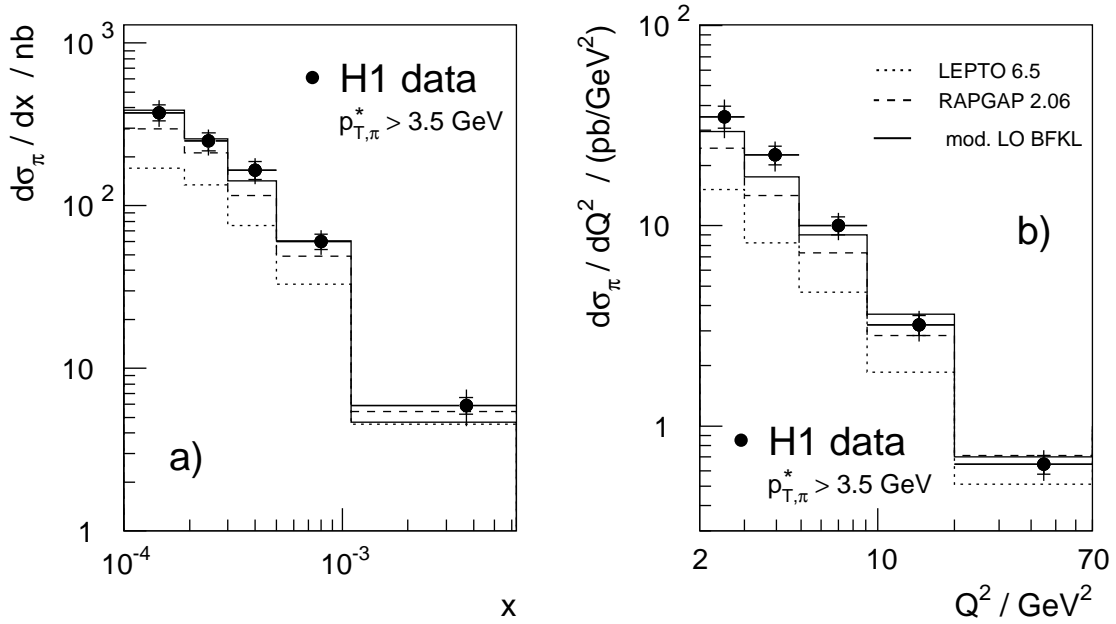 dσ_π / dx / nb
10^3
10^2
10
1
● H1 data
p*_T,π > 3.5 GeV
a)
10^-4
10^-3
x
dσ_π / dQ^2 / (pb/GeV^2)
10^2
10
1
LEPTO 6.5
RAPGAP 2.06
mod. LO BFKL
b)
● H1 data
p*_T,π > 3.5 GeV
2
10
70
Q^2 / GeV^2